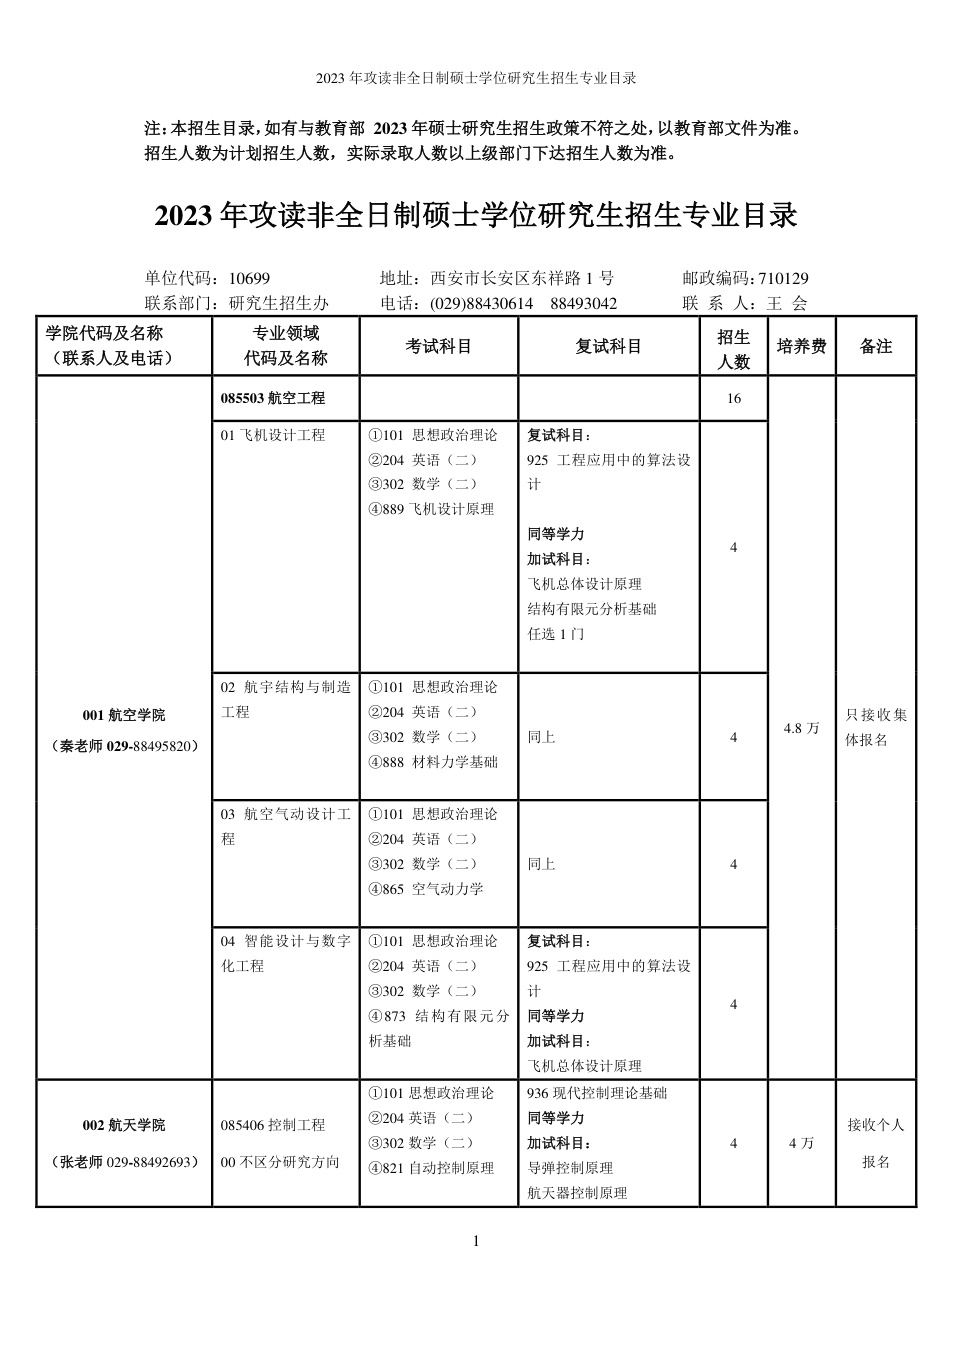 2023 年攻读非全日制硕士学位研究生招生专业目录
注：本招生目录，如有与教育部 2023 年硕士研究生招生政策不符之处，以教育部文件为准。
招生人数为计划招生人数，实际录取人数以上级部门下达招生人数为准。
2023 年攻读非全日制硕士学位研究生招生专业目录
单位代码：10699 地址：西安市长安区东祥路 1 号 邮政编码：710129
联系部门：研究生招生办 电话：(029)88430614 88493042 联 系 人：王 会
学院代码及名称
（联系人及电话）
专业领域
代码及名称
考试科目
复试科目
招生
人数
培养费
备注
001 航空学院
（秦老师 029-88495820）
085503 航空工程
16
01 飞机设计工程
①101 思想政治理论
②204 英语（二）
③302 数学（二）
④889 飞机设计原理
复试科目：
925 工程应用中的算法设
计
同等学力
加试科目：
飞机总体设计原理
结构有限元分析基础
任选 1 门
4
02 航宇结构与制造
工程
①101 思想政治理论
②204 英语（二）
③302 数学（二）
④888 材料力学基础
同上
4
03 航空气动设计工
程
①101 思想政治理论
②204 英语（二）
③302 数学（二）
④865 空气动力学
同上
4
04 智能设计与数字
化工程
①101 思想政治理论
②204 英语（二）
③302 数学（二）
④873 结构有限元分
析基础
复试科目：
925 工程应用中的算法设
计
同等学力
加试科目：
飞机总体设计原理
4
4.8 万
只接收集
体报名
002 航天学院
（张老师 029-88492693）
085406 控制工程
00 不区分研究方向
①101 思想政治理论
②204 英语（二）
③302 数学（二）
④821 自动控制原理
936 现代控制理论基础
同等学力
加试科目：
导弹控制原理
航天器控制原理
4
4 万
接收个人
报名
1